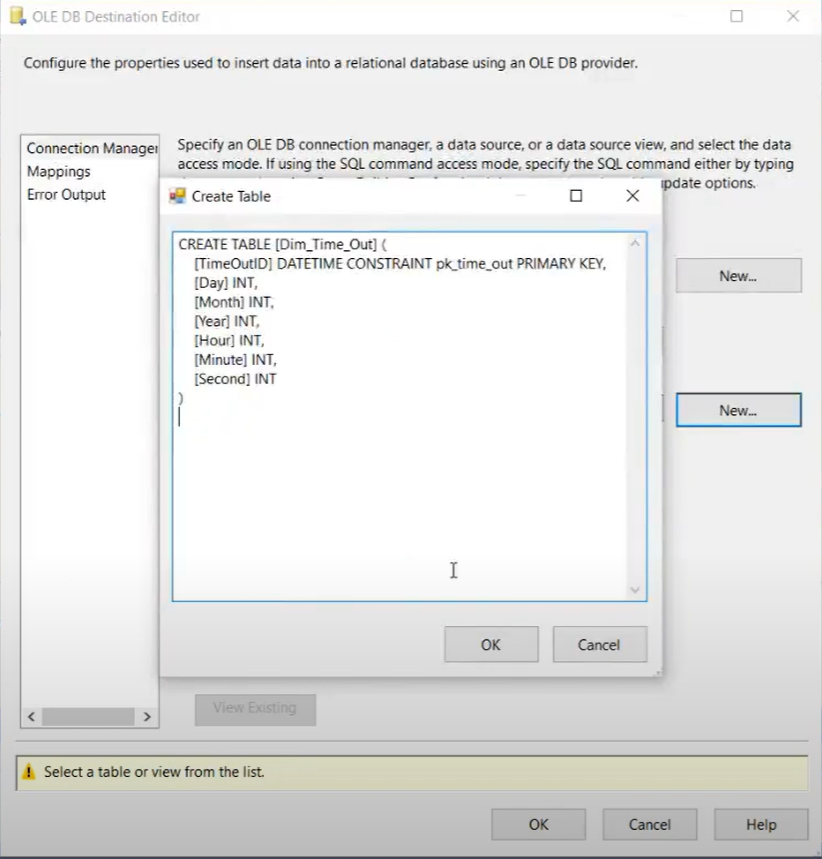 OLE DB Destination Editor
Configure the properties used to insert data into a relational database using an OLE DB provider.
Connection Manager
Mappings
Error Output
Specify an OLE DB connection manager, a data source, or a data source view, and select the data
access mode. If using the SQL command access mode, specify the SQL command either by typing
update options.
Create Table
CREATE TABLE [Dim_Time_Out] (
[TimeOutID] DATETIME CONSTRAINT pk_time_out PRIMARY KEY,
[Day] INT,
[Month] INT,
[Year] INT,
[Hour] INT,
[Minute] INT,
[Second] INT
)
New...
New...
OK
Cancel
View Existing
Select a table or view from the list.
OK
Cancel
Help